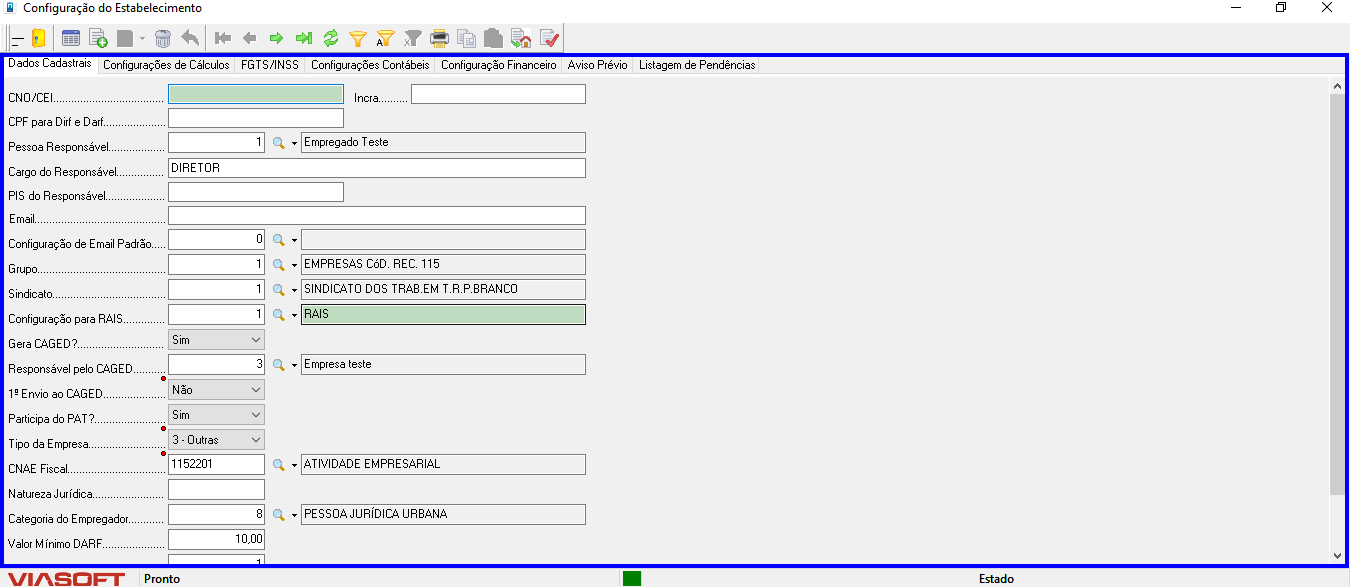 Configuração do Estabelecimento
Dados Cadastrais Configurações de Cálculos FGTS/INSS Configurações Contábeis Configuração Financeiro Aviso Prévio Listagem de Pendências
CNO/CEI.................................... Incra..........
CPF para Dirf e Darf.....................
Pessoa Responsável................... 1 Empregado Teste
Cargo do Responsável................ DIRETOR
PIS do Responsável....................
Email...........................................
Configuração de Email Padrão..... 0
Grupo.......................................... 1 EMPRESAS CóD. REC. 115
Sindicato..................................... 1 SINDICATO DOS TRAB.EM T.R.P.BRANCO
Configuração para RAIS.............. 1 RAIS
Gera CAGED?............................. Sim
Responsável pelo CAGED........... 3 Empresa teste
1º Envio ao CAGED..................... Não
Participa do PAT?........................ Sim
Tipo da Empresa......................... 3 - Outras
CNAE Fiscal................................ 1152201 ATIVIDADE EMPRESARIAL
Natureza Jurídica........................
Categoria do Empregador............ 8 PESSOA JURÍDICA URBANA
Valor Mínimo DARF..................... 10,00
1
VIASOFT Pronto Estado